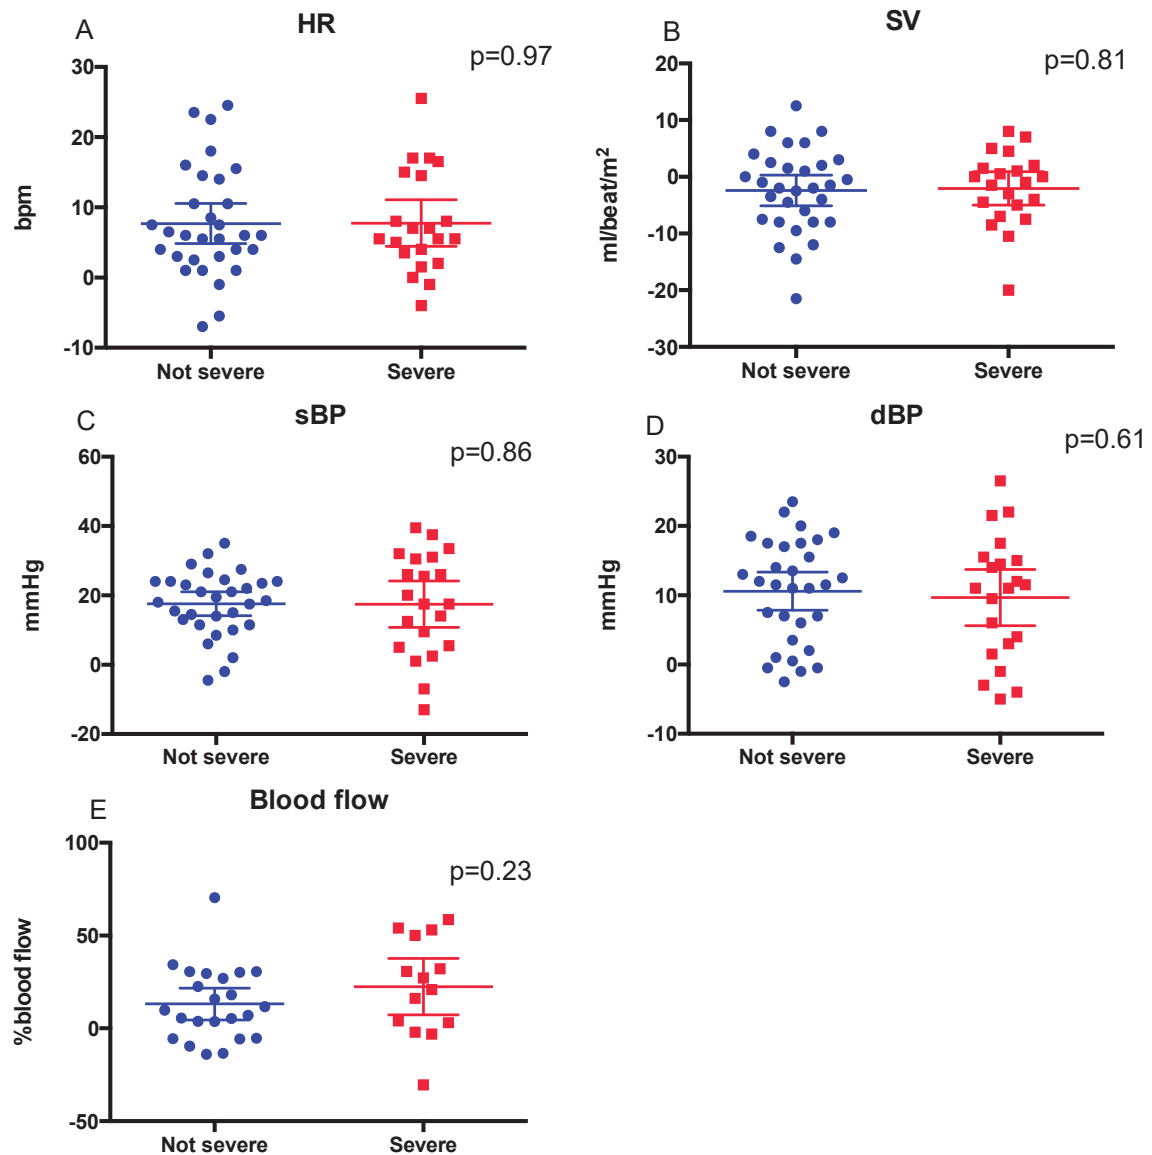 A
HR
p=0.97
bpm
30
20
10
0
-10
Not severe
Severe
B
SV
p=0.81
ml/beat/m²
20
10
0
-10
-20
-30
Not severe
Severe
C
sBP
p=0.86
mmHg
60
40
20
0
-20
Not severe
Severe
D
dBP
p=0.61
mmHg
30
20
10
0
-10
Not severe
Severe
E
Blood flow
p=0.23
%blood flow
100
50
0
-50
Not severe
Severe